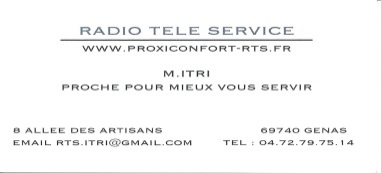 RADIO TELE SERVICE
WWW.PROXICONFORT-RTS.FR
M.ITRI
PROCHE POUR MIEUX VOUS SERVIR
8 ALLEE DES ARTISANS 69740 GENAS
EMAIL RTS.ITRI@GMAIL.COM TEL : 04.72.79.75.14